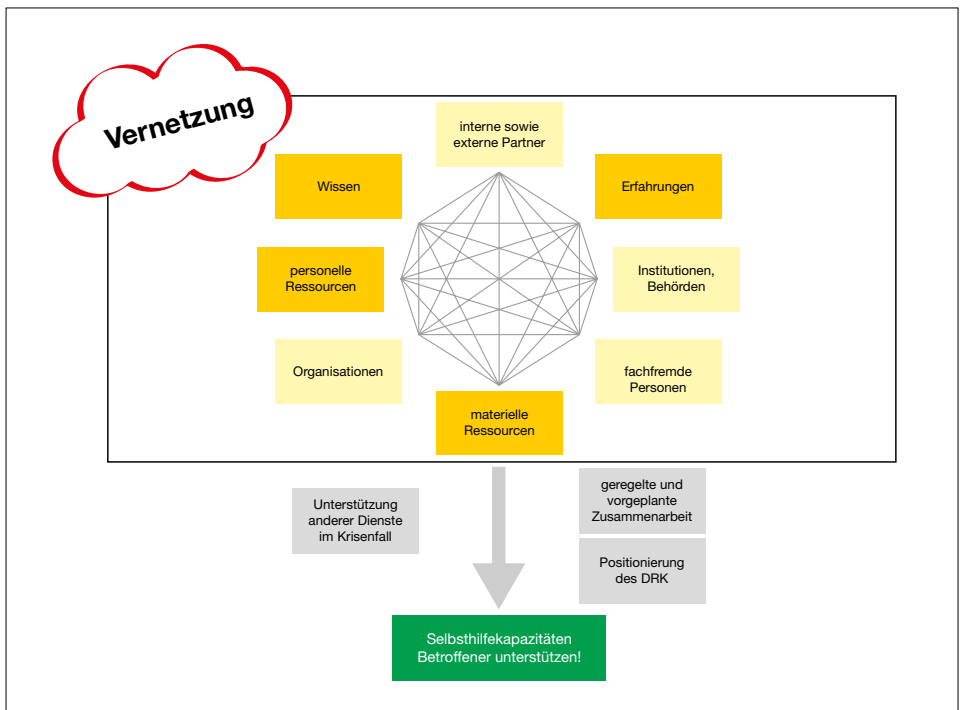 Vernetzung
interne sowie
externe Partner
Wissen
Erfahrungen
personelle
Ressourcen
Institutionen,
Behörden
Organisationen
fachfremde
Personen
materielle
Ressourcen
Unterstützung
anderer Dienste
im Krisenfall
geregelte und
vorgeplante
Zusammenarbeit
Positionierung
des DRK
Selbsthilfekapazitäten
Betroffener unterstützen!